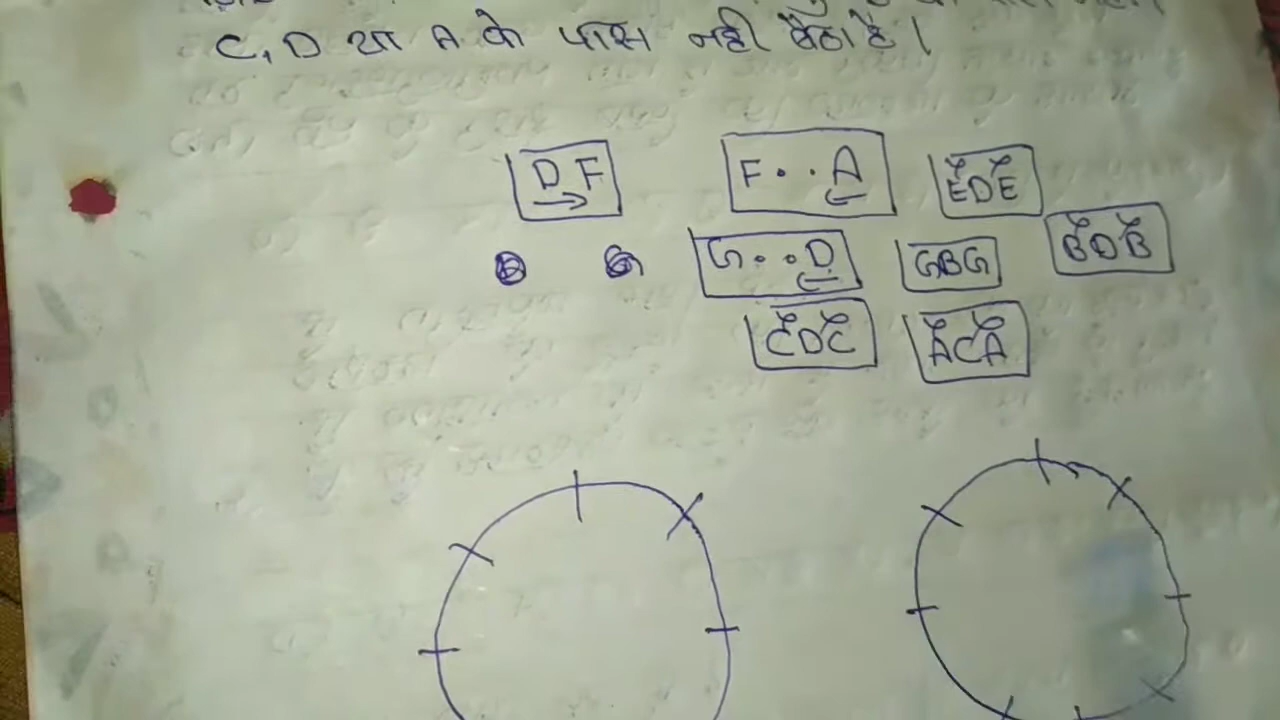 C, D या A के पास नहीं बैठा है।
D F F . . A E D E
G . . D G B G B D B
C D C A C A